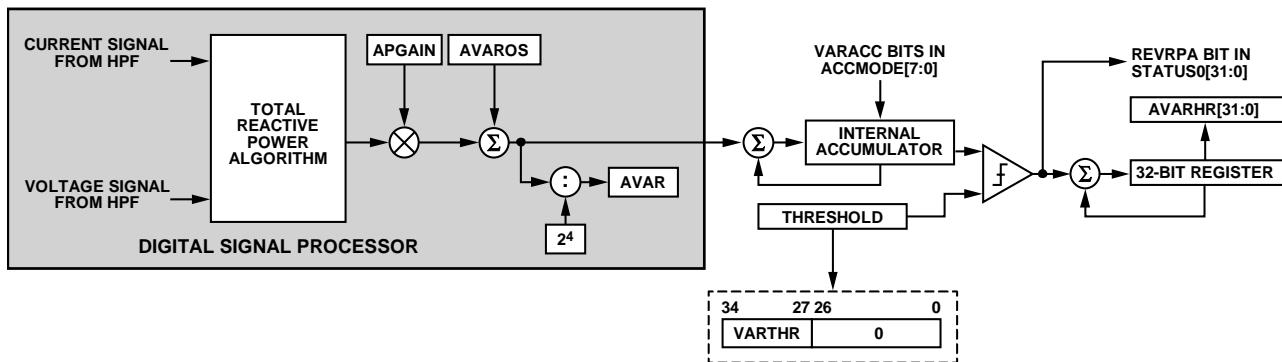 CURRENT SIGNAL
FROM HPF
VOLTAGE SIGNAL
FROM HPF
TOTAL
REACTIVE
POWER
ALGORITHM
APGAIN
AVAROS
Σ
:
AVAR
2⁴
DIGITAL SIGNAL PROCESSOR
VARACC BITS IN
ACCMODE[7:0]
Σ
INTERNAL
ACCUMULATOR
THRESHOLD
34 27 26 0
VARTHR 0
REVRPA BIT IN
STATUS0[31:0]
AVARHR[31:0]
Σ
32-BIT REGISTER